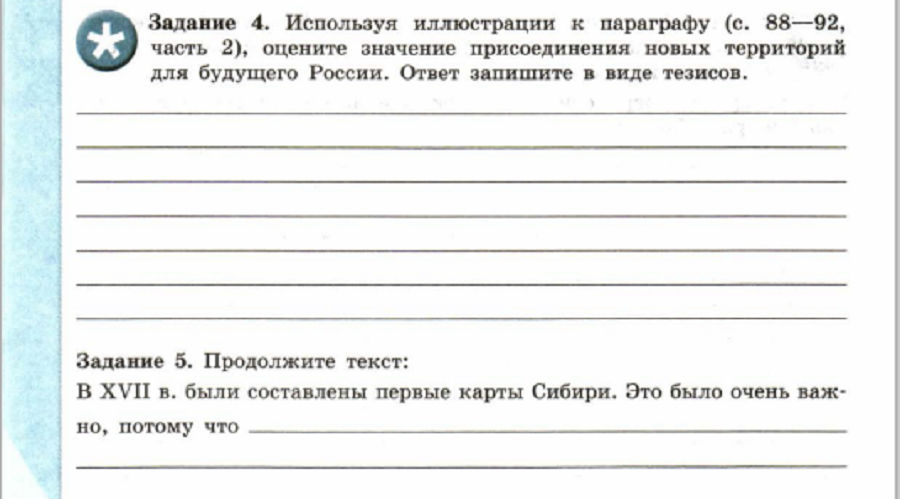 Задание 4. Используя иллюстрации к параграфу (с. 88—92,
часть 2), оцените значение присоединения новых территорий
для будущего России. Ответ запишите в виде тезисов.
Задание 5. Продолжите текст:
В XVII в. были составлены первые карты Сибири. Это было очень важ-
но, потому что